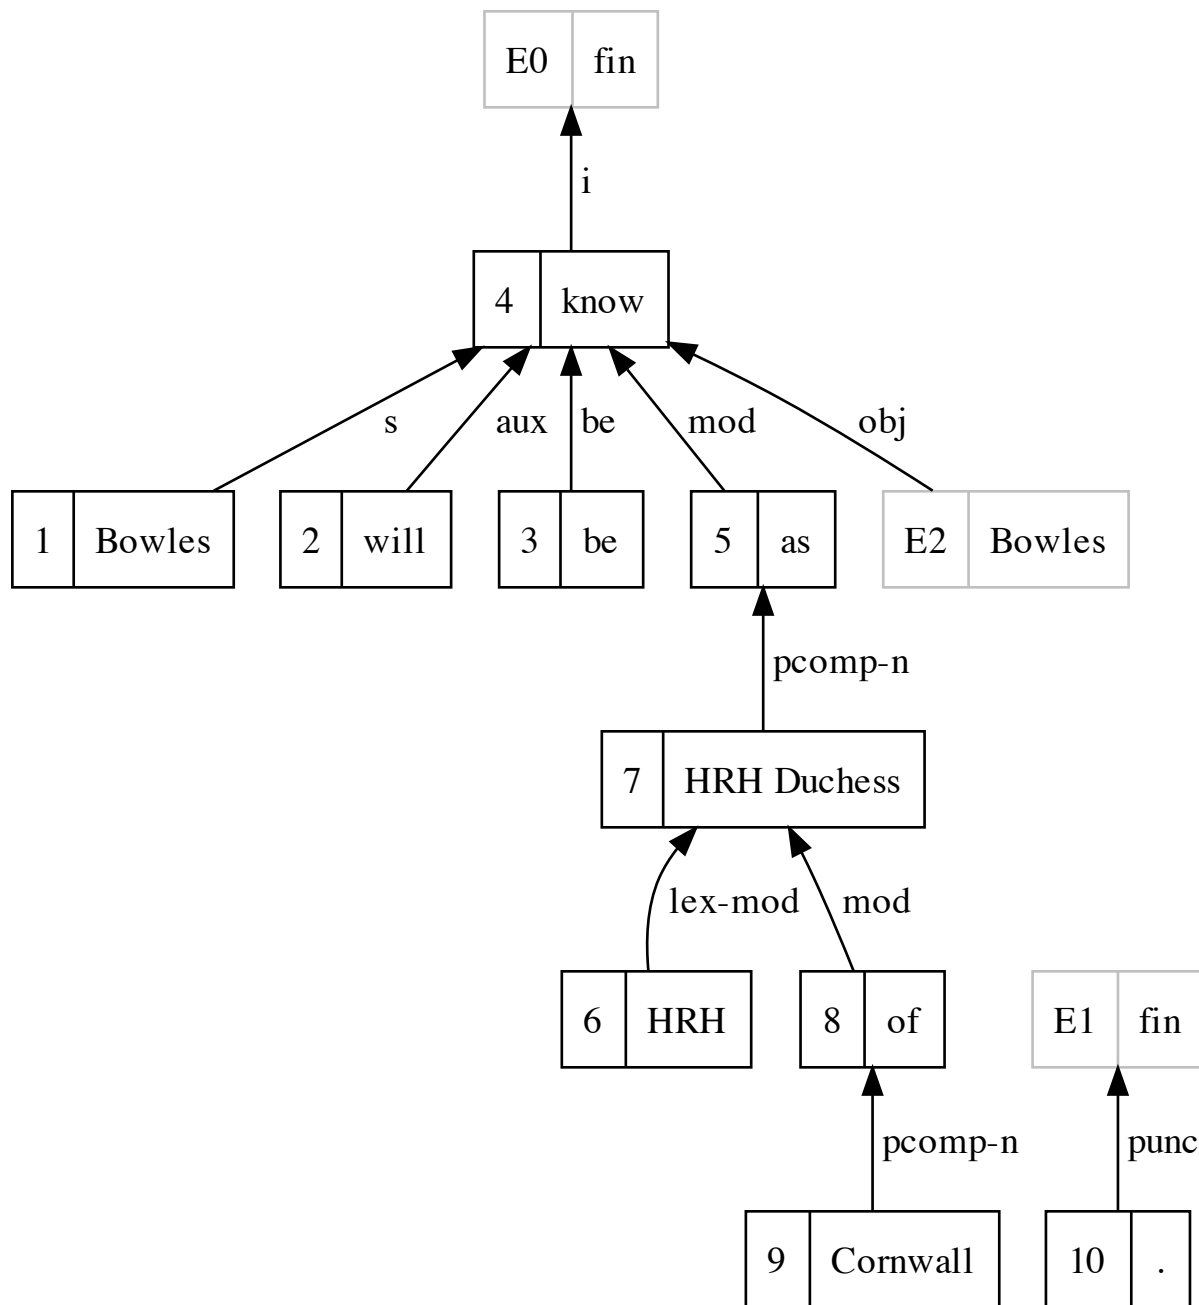 E0 fin
i
4 know
s aux be mod obj
1 Bowles 2 will 3 be 5 as E2 Bowles
pcomp-n
7 HRH Duchess
lex-mod mod
6 HRH 8 of E1 fin
pcomp-n punc
9 Cornwall 10 .